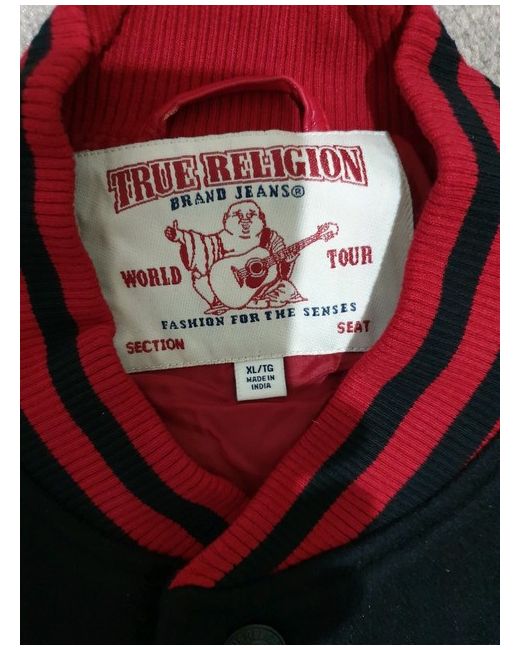 TRUE RELIGION
BRAND JEANS®
WORLD TOUR
FASHION FOR THE SENSES
SECTION SEAT
XL/TG
MADE IN
INDIA